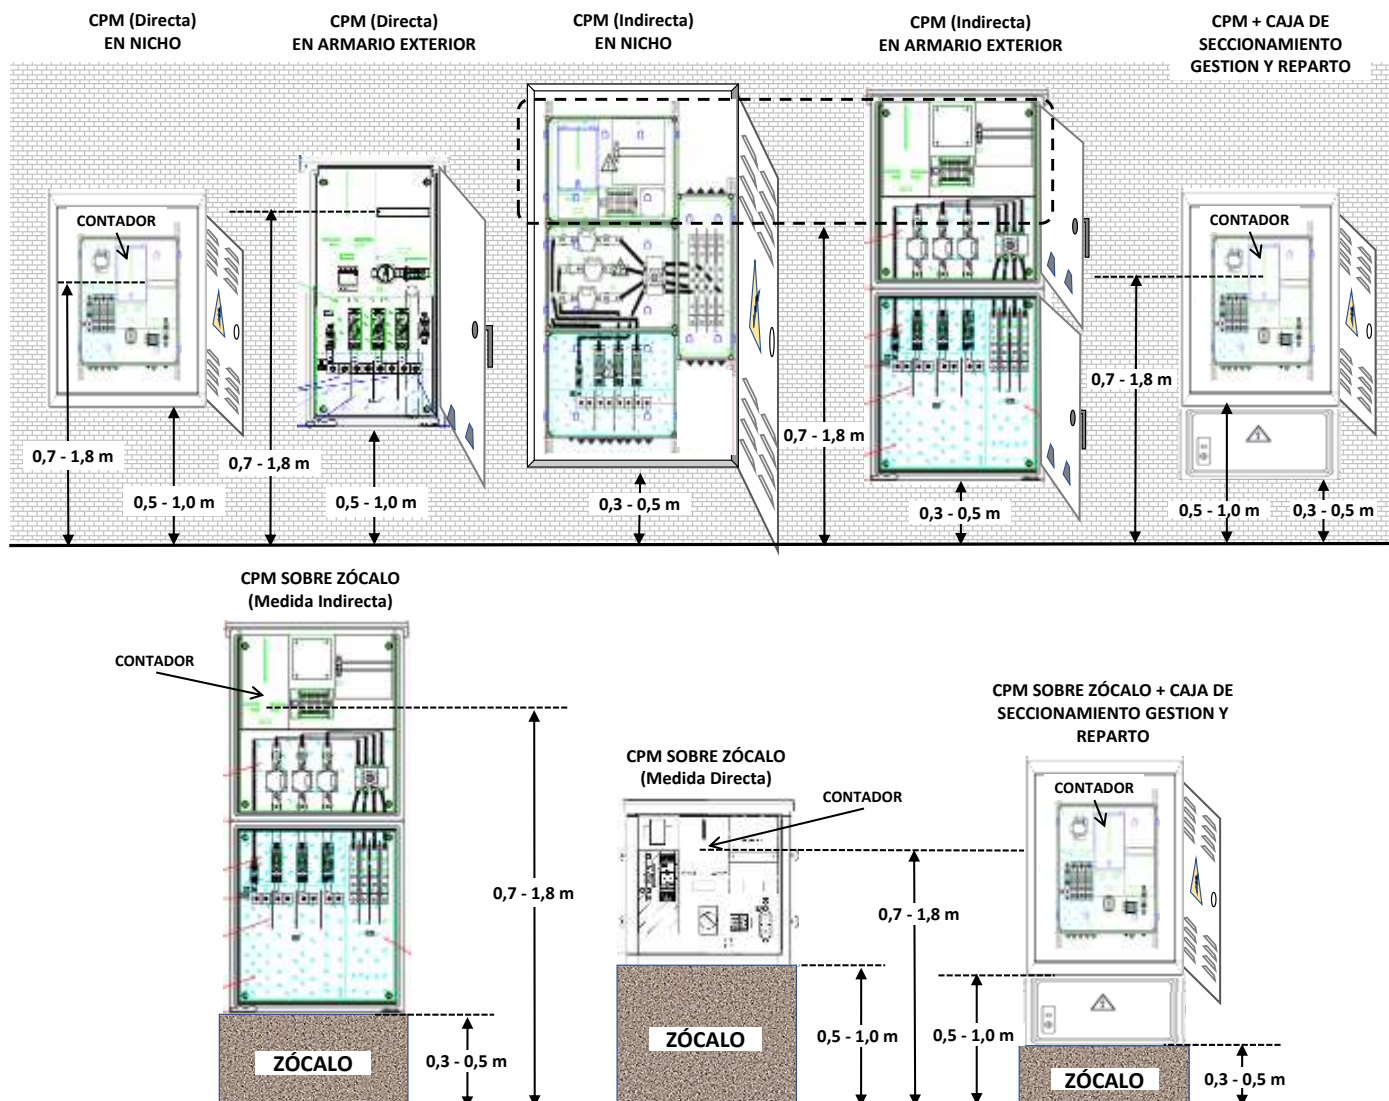 CPM (Directa)
EN NICHO
CPM (Directa)
EN ARMARIO EXTERIOR
CPM (Indirecta)
EN NICHO
CPM (Indirecta)
EN ARMARIO EXTERIOR
CPM + CAJA DE
SECCIONAMIENTO
GESTION Y REPARTO
CONTADOR
CONTADOR
0,7 - 1,8 m
0,5 - 1,0 m
0,7 - 1,8 m
0,5 - 1,0 m
0,3 - 0,5 m
0,7 - 1,8 m
0,3 - 0,5 m
0,7 - 1,8 m
0,5 - 1,0 m
0,3 - 0,5 m
CPM SOBRE ZÓCALO
(Medida Indirecta)
CONTADOR
0,7 - 1,8 m
ZÓCALO
0,3 - 0,5 m
CPM SOBRE ZÓCALO
(Medida Directa)
CONTADOR
0,7 - 1,8 m
ZÓCALO
0,5 - 1,0 m
CPM SOBRE ZÓCALO + CAJA DE
SECCIONAMIENTO GESTION Y
REPARTO
CONTADOR
0,5 - 1,0 m
ZÓCALO
0,3 - 0,5 m